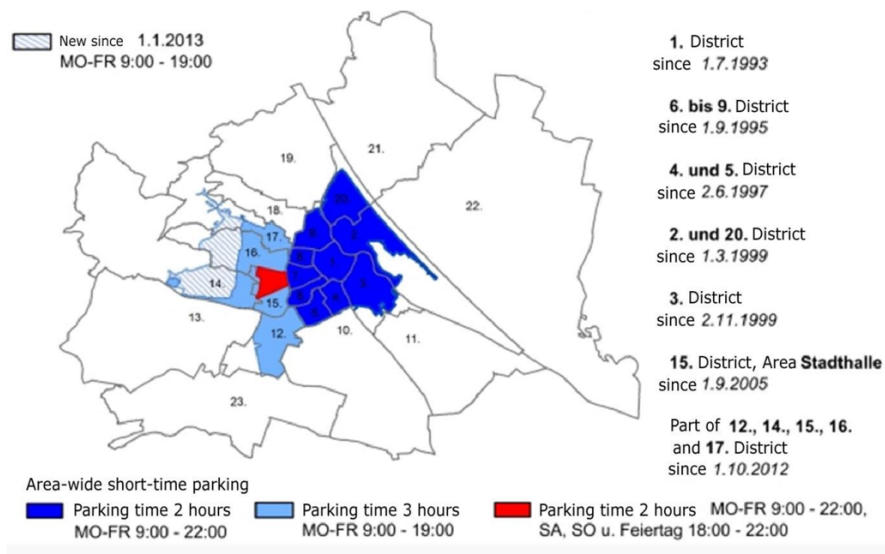 New since 1.1.2013
MO-FR 9:00 - 19:00
1. District
since 1.7.1993
6. bis 9. District
since 1.9.1995
4. und 5. District
since 2.6.1997
2. und 20. District
since 1.3.1999
3. District
since 2.11.1999
15. District, Area Stadthalle
since 1.9.2005
Part of 12., 14., 15., 16.
and 17. District
since 1.10.2012
21.
19.
20.
22.
18.
17.
2.
16.
1.
14.
3.
15.
13.
12.
10.
11.
23.
Area-wide short-time parking
Parking time 2 hours
MO-FR 9:00 - 22:00
Parking time 3 hours
MO-FR 9:00 - 19:00
Parking time 2 hours MO-FR 9:00 - 22:00,
SA, SO u. Feiertag 18:00 - 22:00